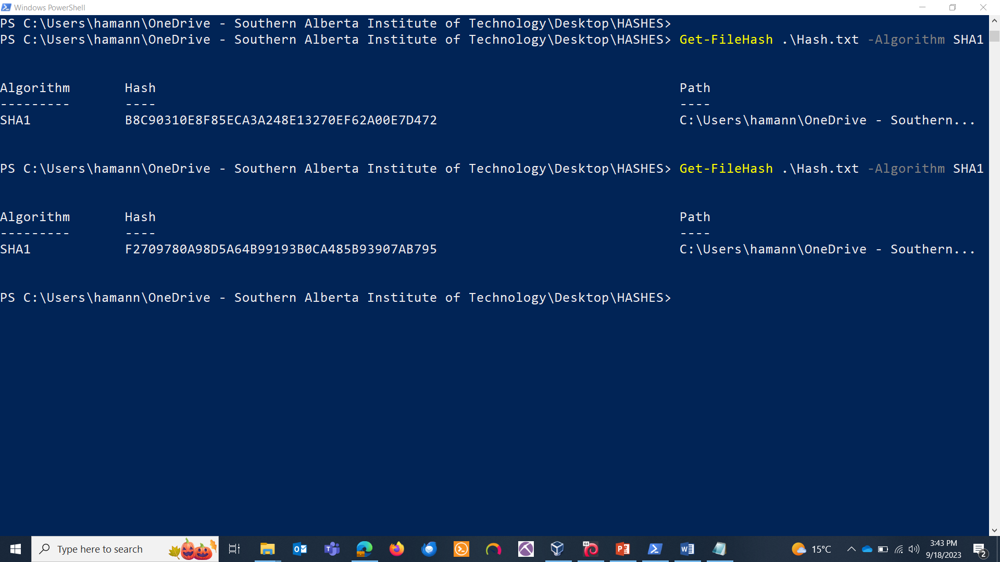 Windows PowerShell
PS C:\Users\hamann\OneDrive - Southern Alberta Institute of Technology\Desktop\HASHES>
PS C:\Users\hamann\OneDrive - Southern Alberta Institute of Technology\Desktop\HASHES> Get-FileHash .\Hash.txt -Algorithm SHA1
Algorithm Hash Path
--------- ---- ----
SHA1 B8C90310E8F85ECA3A248E13270EF62A00E7D472 C:\Users\hamann\OneDrive - Southern...
PS C:\Users\hamann\OneDrive - Southern Alberta Institute of Technology\Desktop\HASHES> Get-FileHash .\Hash.txt -Algorithm SHA1
Algorithm Hash Path
--------- ---- ----
SHA1 F2709780A98D5A64B99193B0CA485B93907AB795 C:\Users\hamann\OneDrive - Southern...
PS C:\Users\hamann\OneDrive - Southern Alberta Institute of Technology\Desktop\HASHES>
Type here to search
15°C
3:43 PM
9/18/2023
2